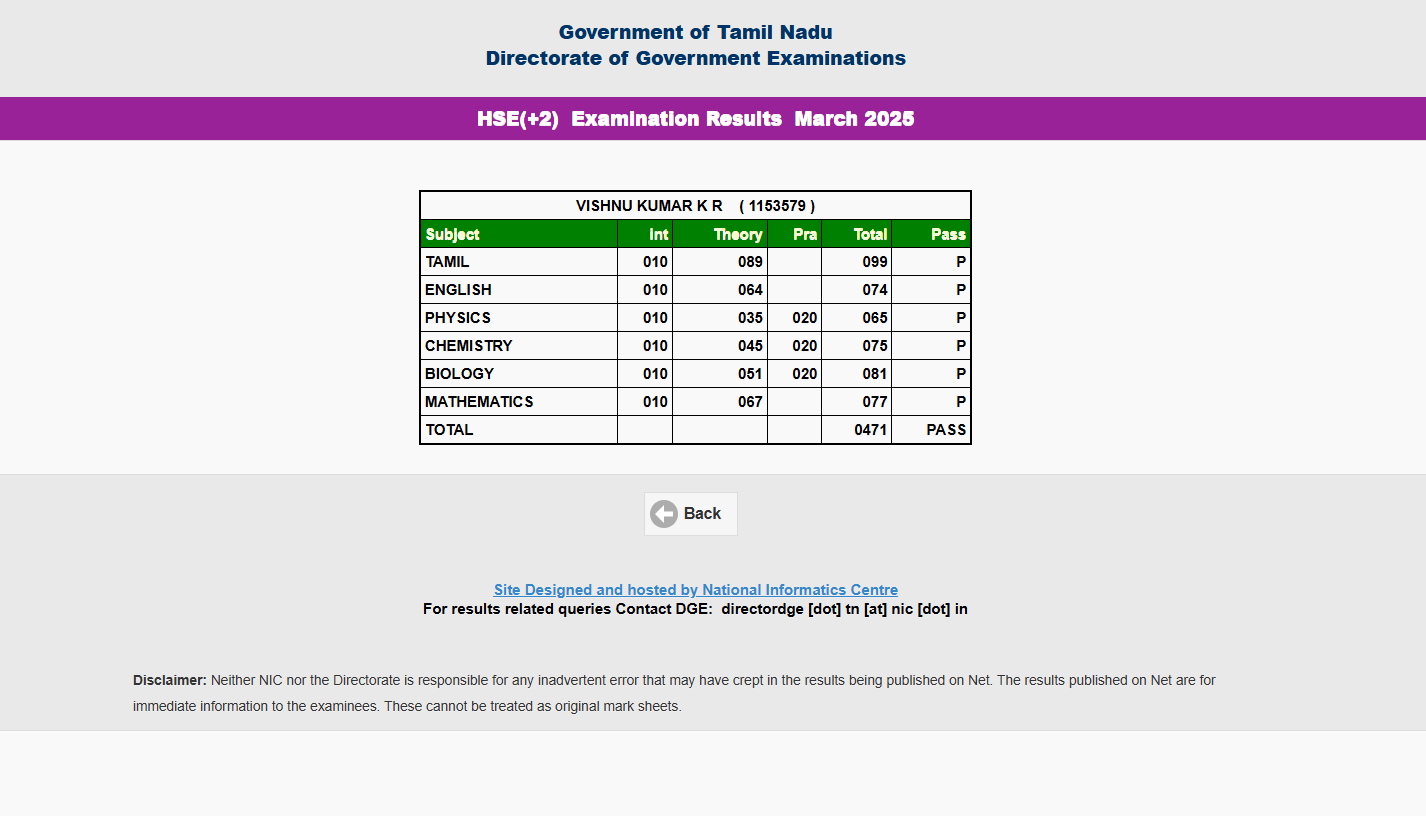 Government of Tamil Nadu
Directorate of Government Examinations
HSE(+2) Examination Results March 2025
VISHNU KUMAR K R ( 1153579 )
Subject Int Theory Pra Total Pass
TAMIL 010 089 099 P
ENGLISH 010 064 074 P
PHYSICS 010 035 020 065 P
CHEMISTRY 010 045 020 075 P
BIOLOGY 010 051 020 081 P
MATHEMATICS 010 067 077 P
TOTAL 0471 PASS
Back
Site Designed and hosted by National Informatics Centre
For results related queries Contact DGE: directordge [dot] tn [at] nic [dot] in
Disclaimer: Neither NIC nor the Directorate is responsible for any inadvertent error that may have crept in the results being published on Net. The results published on Net are for
immediate information to the examinees. These cannot be treated as original mark sheets.